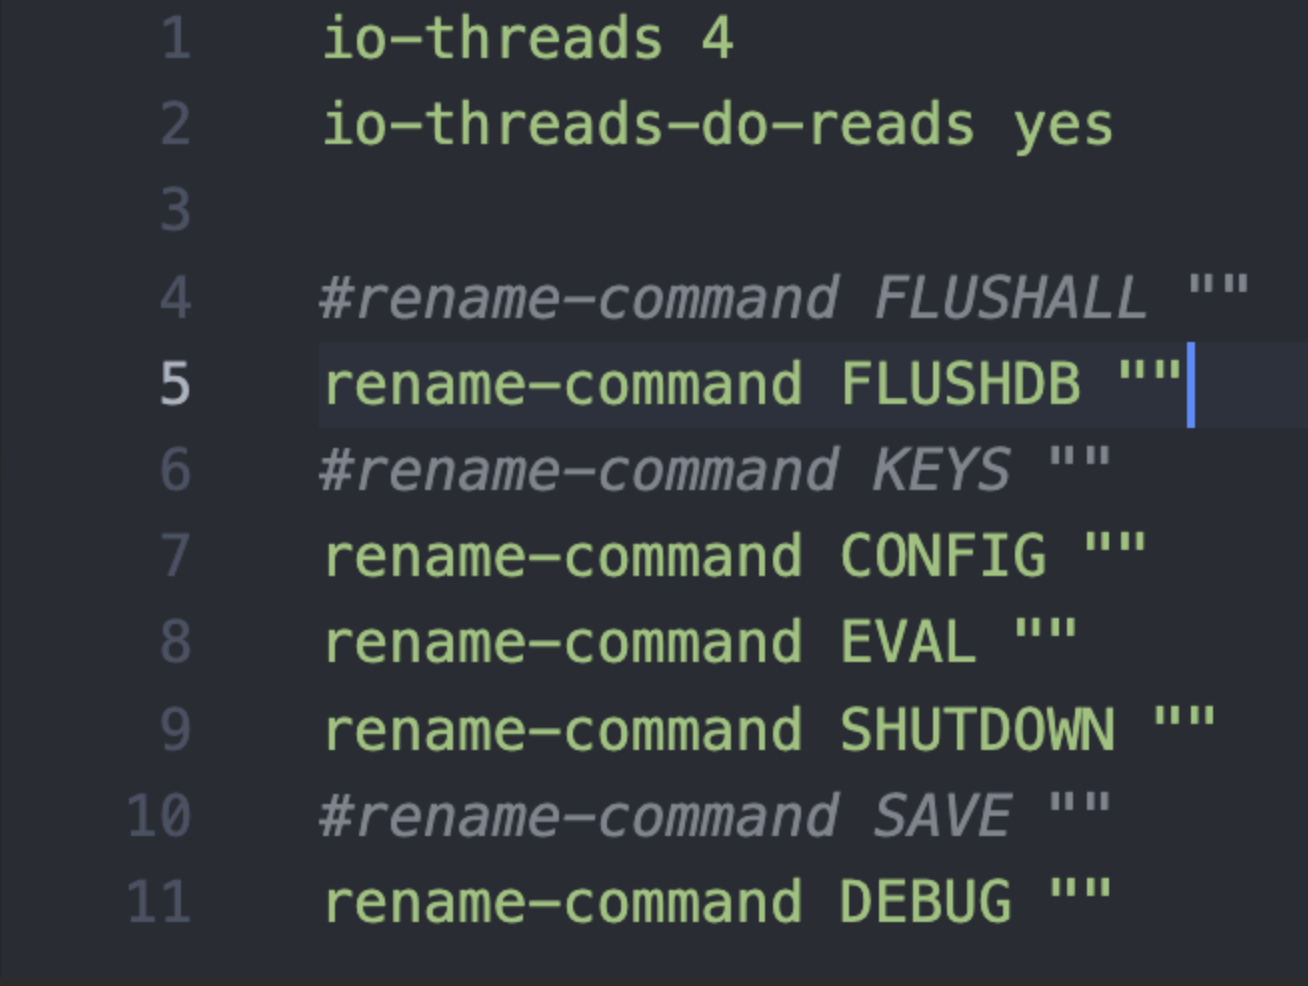 1 io-threads 4
2 io-threads-do-reads yes
3
4 #rename-command FLUSHALL ""
5 rename-command FLUSHDB ""
6 #rename-command KEYS ""
7 rename-command CONFIG ""
8 rename-command EVAL ""
9 rename-command SHUTDOWN ""
10 #rename-command SAVE ""
11 rename-command DEBUG ""